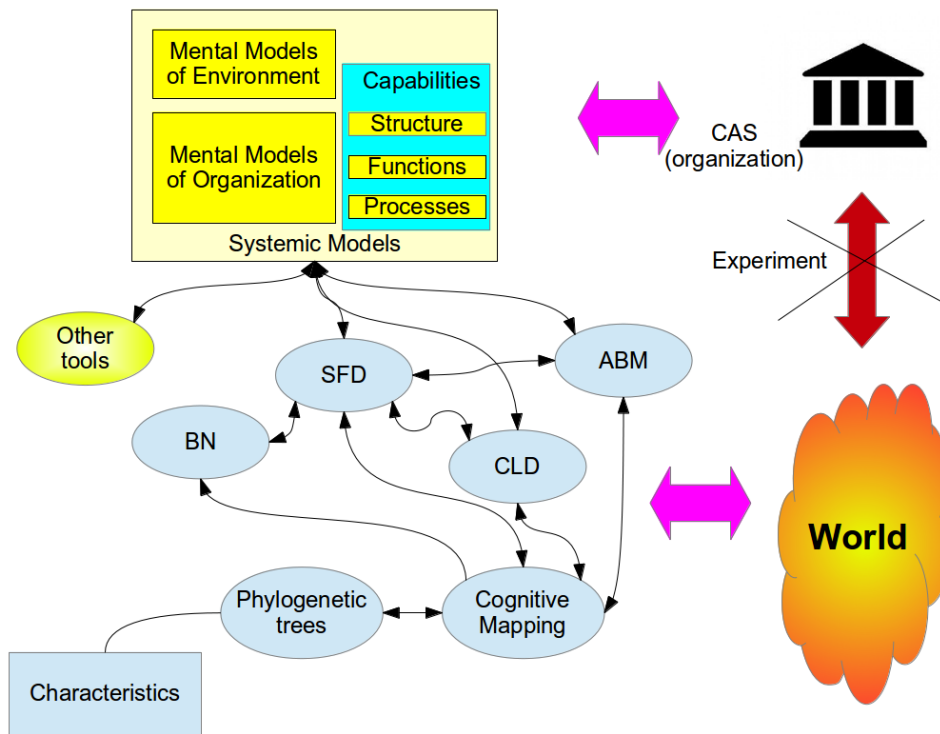 Mental Models
of Environment
Capabilities
Structure
Mental Models
of Organization
Functions
Processes
Systemic Models
CAS
(organization)
Experiment
Other
tools
SFD
ABM
BN
CLD
World
Phylogenetic
trees
Cognitive
Mapping
Characteristics